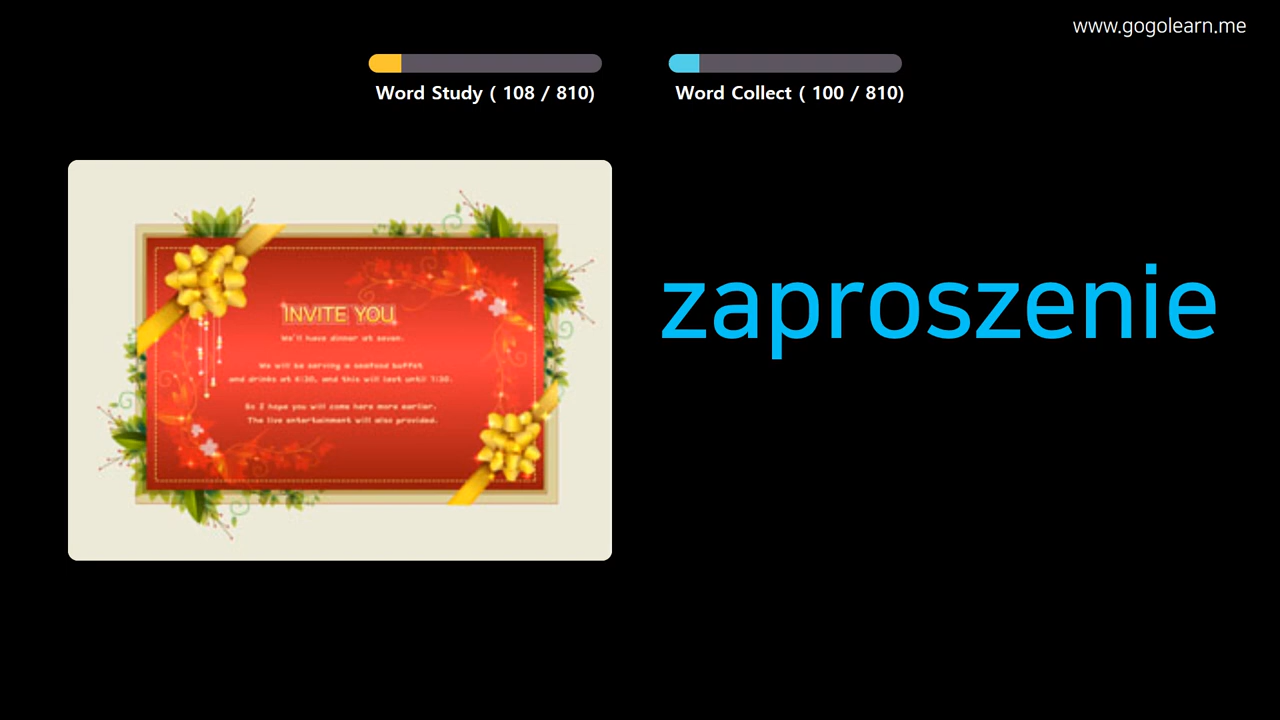 www.gogolearn.me
Word Study ( 108 / 810)
Word Collect ( 100 / 810)
INVITE YOU
We'll have dinner at seven.
We will be serving a seafood buffet
and drinks at 6:30, and this will last until 1:30.
So I hope you will come here more earlier.
The live entertainment will also provided.
zaproszenie